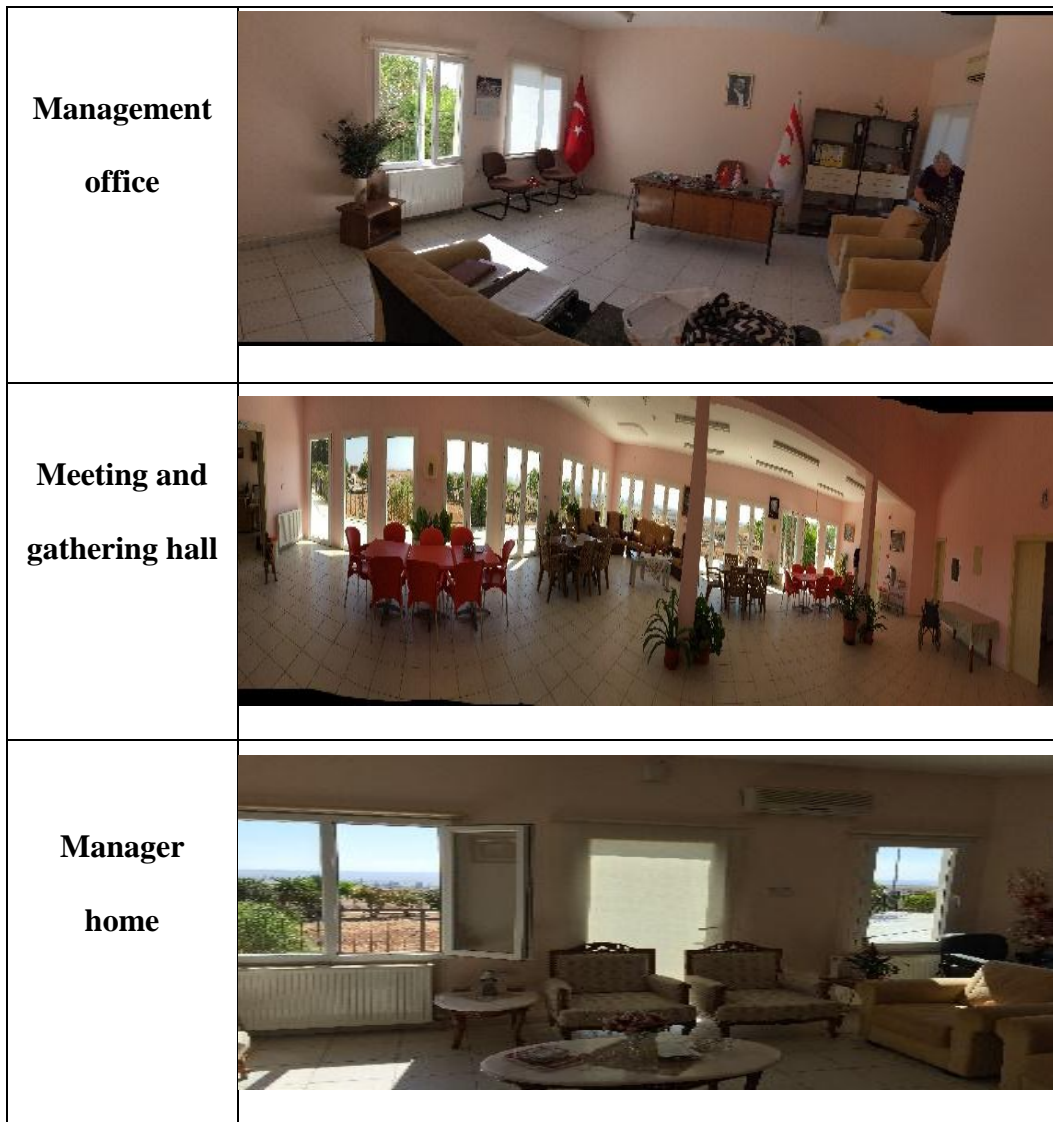 Management
office
Meeting and
gathering hall
Manager
home